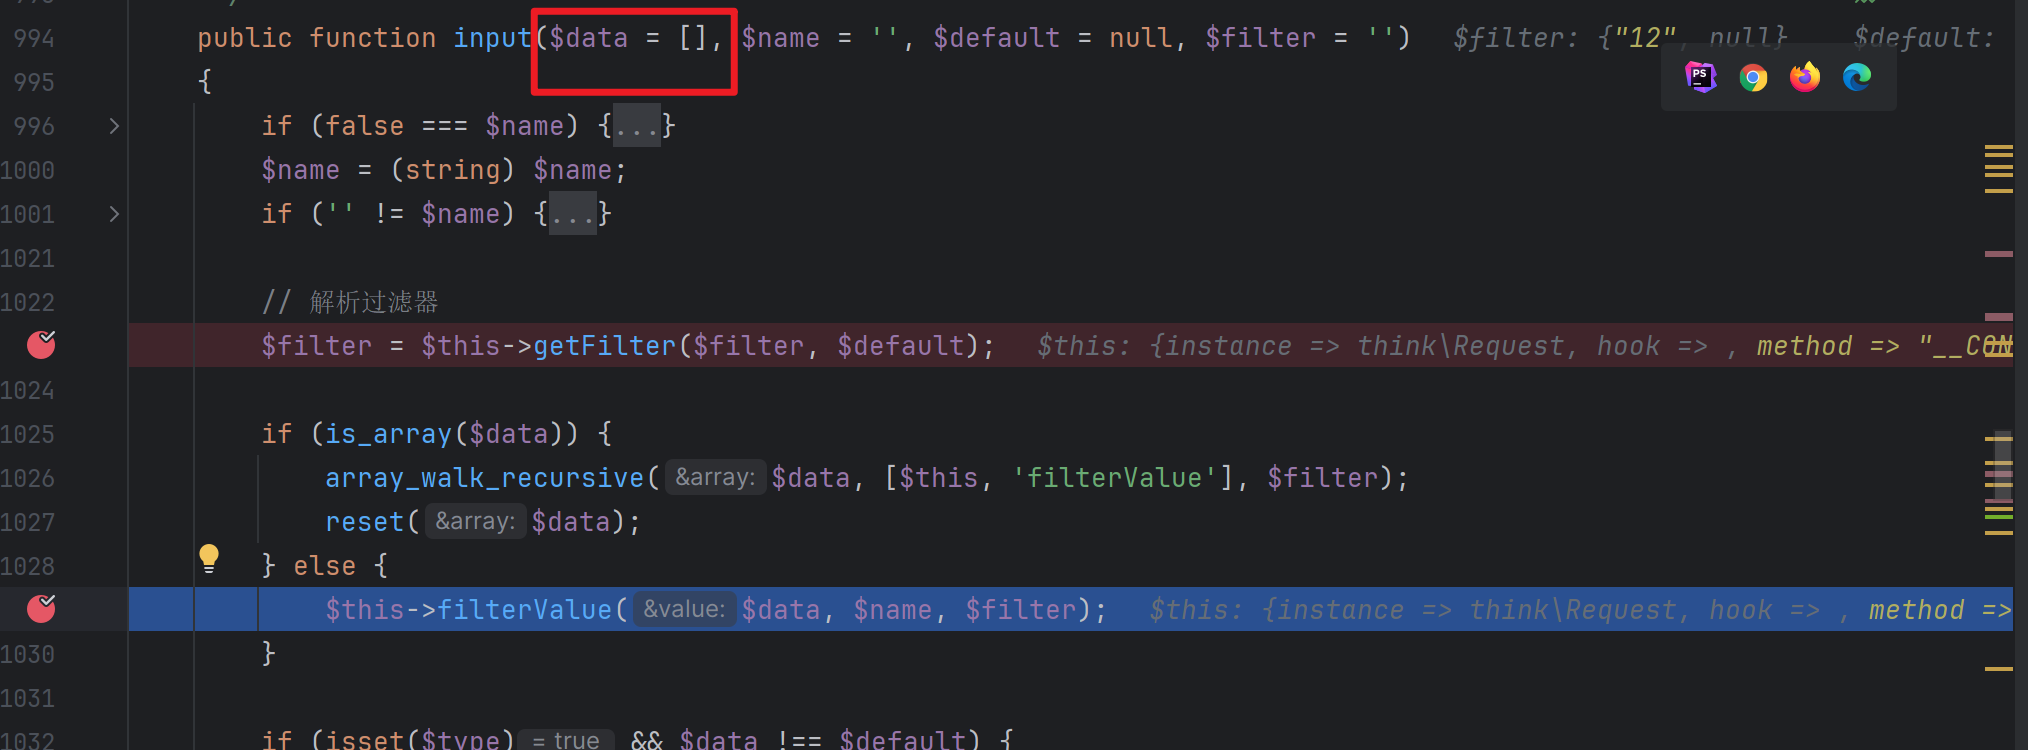 994 public function input($data = [], $name = '', $default = null, $filter = '') $filter: {"12", null} $default:
995 {
996 if (false === $name) {...}
1000 $name = (string) $name;
1001 if ('' != $name) {...}
1021
1022 // 解析过滤器
$filter = $this->getFilter($filter, $default); $this: {instance => think\Request, hook => , method => "__CON
1024
1025 if (is_array($data)) {
1026 array_walk_recursive( &array: $data, [$this, 'filterValue'], $filter);
1027 reset( &array: $data);
1028 } else {
$this->filterValue( &value: $data, $name, $filter); $this: {instance => think\Request, hook => , method =>
1030 }
1031
1032 if (isset($type) = true && $data !== $default) {
PS